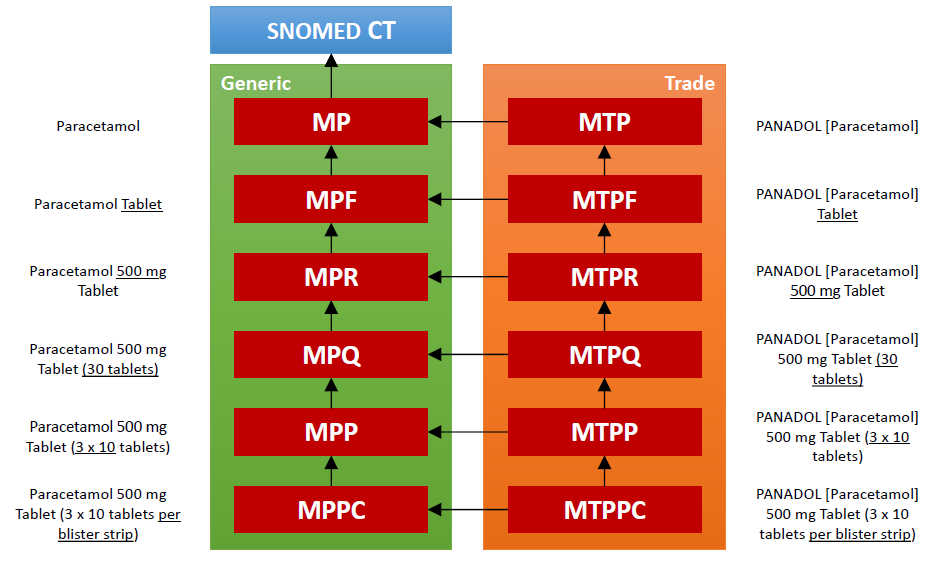 SNOMED CT
Generic
Trade
Paracetamol
MP
MTP
PANADOL [Paracetamol]
Paracetamol Tablet
MPF
MTPF
PANADOL [Paracetamol]
Tablet
Paracetamol 500 mg
Tablet
MPR
MTPR
PANADOL [Paracetamol]
500 mg Tablet
Paracetamol 500 mg
Tablet (30 tablets)
MPQ
MTPQ
PANADOL [Paracetamol]
500 mg Tablet (30
tablets)
Paracetamol 500 mg
Tablet (3 x 10 tablets)
MPP
MTPP
PANADOL [Paracetamol]
500 mg Tablet (3 x 10
tablets)
Paracetamol 500 mg
Tablet (3 x 10 tablets per
blister strip)
MPPC
MTPPC
PANADOL [Paracetamol]
500 mg Tablet (3 x 10
tablets per blister strip)